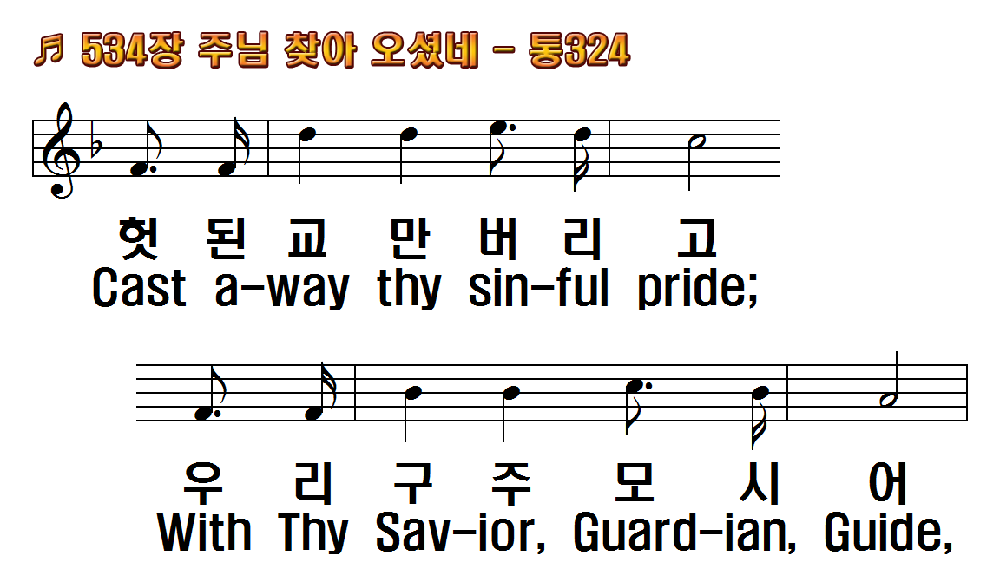 ♬ 534장 주님 찾아 오셨네 - 통324
헛 된 교 만 버 리 고
Cast a-way thy sin-ful pride;
우 리 구 주 모 시 어
With Thy Sav-ior, Guard-ian, Guide,